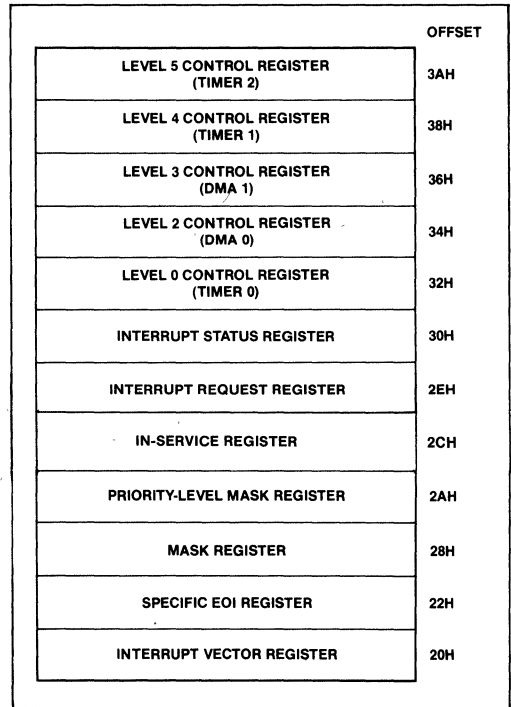 OFFSET
LEVEL 5 CONTROL REGISTER
(TIMER 2)
3AH
LEVEL 4 CONTROL REGISTER
(TIMER 1)
38H
LEVEL 3 CONTROL REGISTER
(DMA 1)
36H
LEVEL 2 CONTROL REGISTER
(DMA 0)
34H
LEVEL 0 CONTROL REGISTER
(TIMER 0)
32H
INTERRUPT STATUS REGISTER
30H
INTERRUPT REQUEST REGISTER
2EH
IN-SERVICE REGISTER
2CH
PRIORITY-LEVEL MASK REGISTER
2AH
MASK REGISTER
28H
SPECIFIC EOI REGISTER
22H
INTERRUPT VECTOR REGISTER
20H